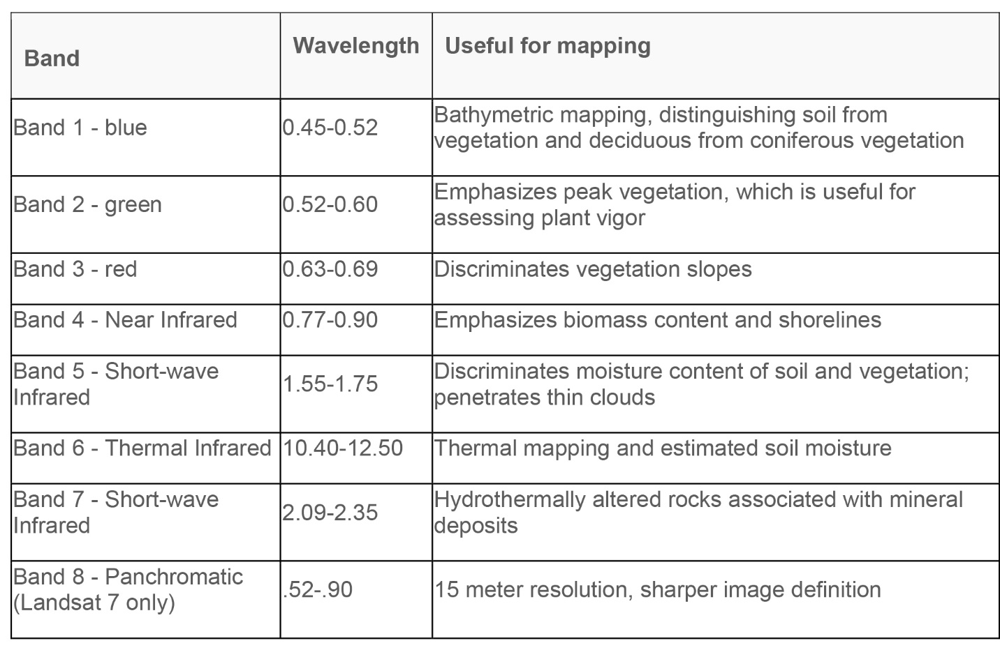 Band
Wavelength
Useful for mapping
Band 1 - blue
0.45-0.52
Bathymetric mapping, distinguishing soil from
vegetation and deciduous from coniferous vegetation
Band 2 - green
0.52-0.60
Emphasizes peak vegetation, which is useful for
assessing plant vigor
Band 3 - red
0.63-0.69
Discriminates vegetation slopes
Band 4 - Near Infrared
0.77-0.90
Emphasizes biomass content and shorelines
Band 5 - Short-wave
Infrared
1.55-1.75
Discriminates moisture content of soil and vegetation;
penetrates thin clouds
Band 6 - Thermal Infrared
10.40-12.50
Thermal mapping and estimated soil moisture
Band 7 - Short-wave
Infrared
2.09-2.35
Hydrothermally altered rocks associated with mineral
deposits
Band 8 - Panchromatic
(Landsat 7 only)
.52-.90
15 meter resolution, sharper image definition